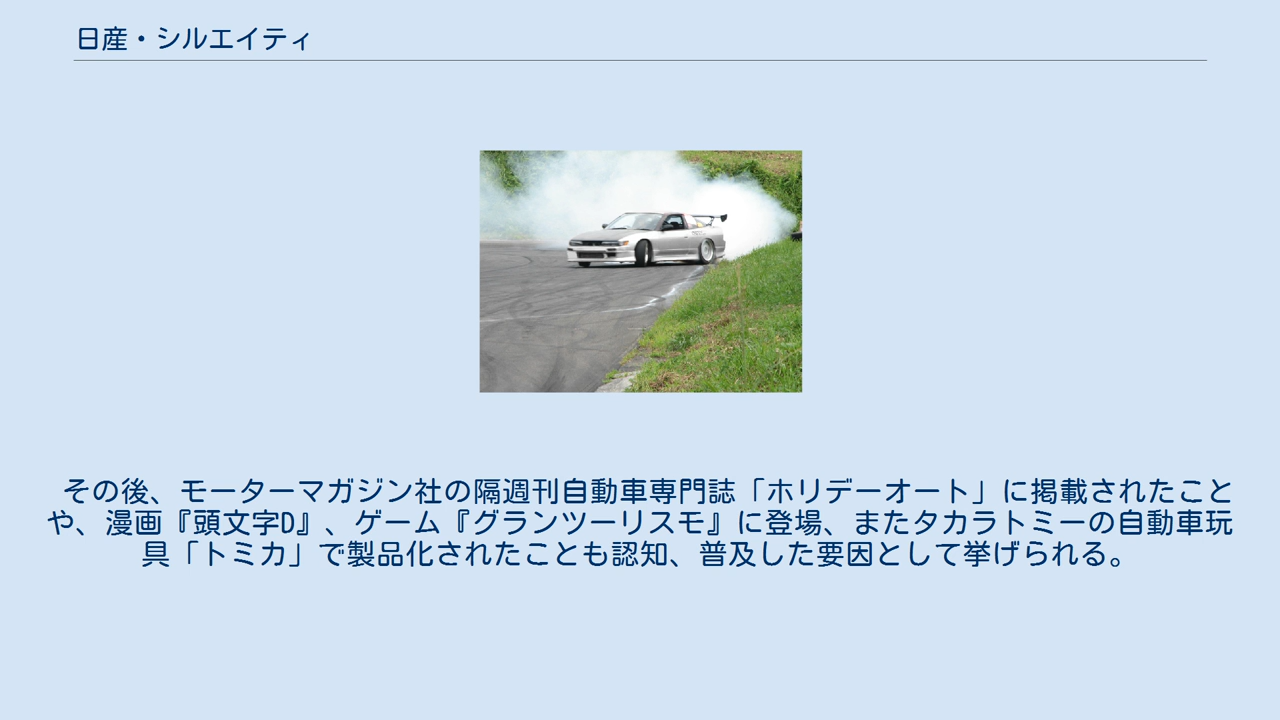 日産・シルエイティ
その後、モーターマガジン社の隔週刊自動車専門誌「ホリデーオート」に掲載されたこと
や、漫画『頭文字D』、ゲーム『グランツーリスモ』に登場、またタカラトミーの自動車玩
具「トミカ」で製品化されたことも認知、普及した要因として挙げられる。